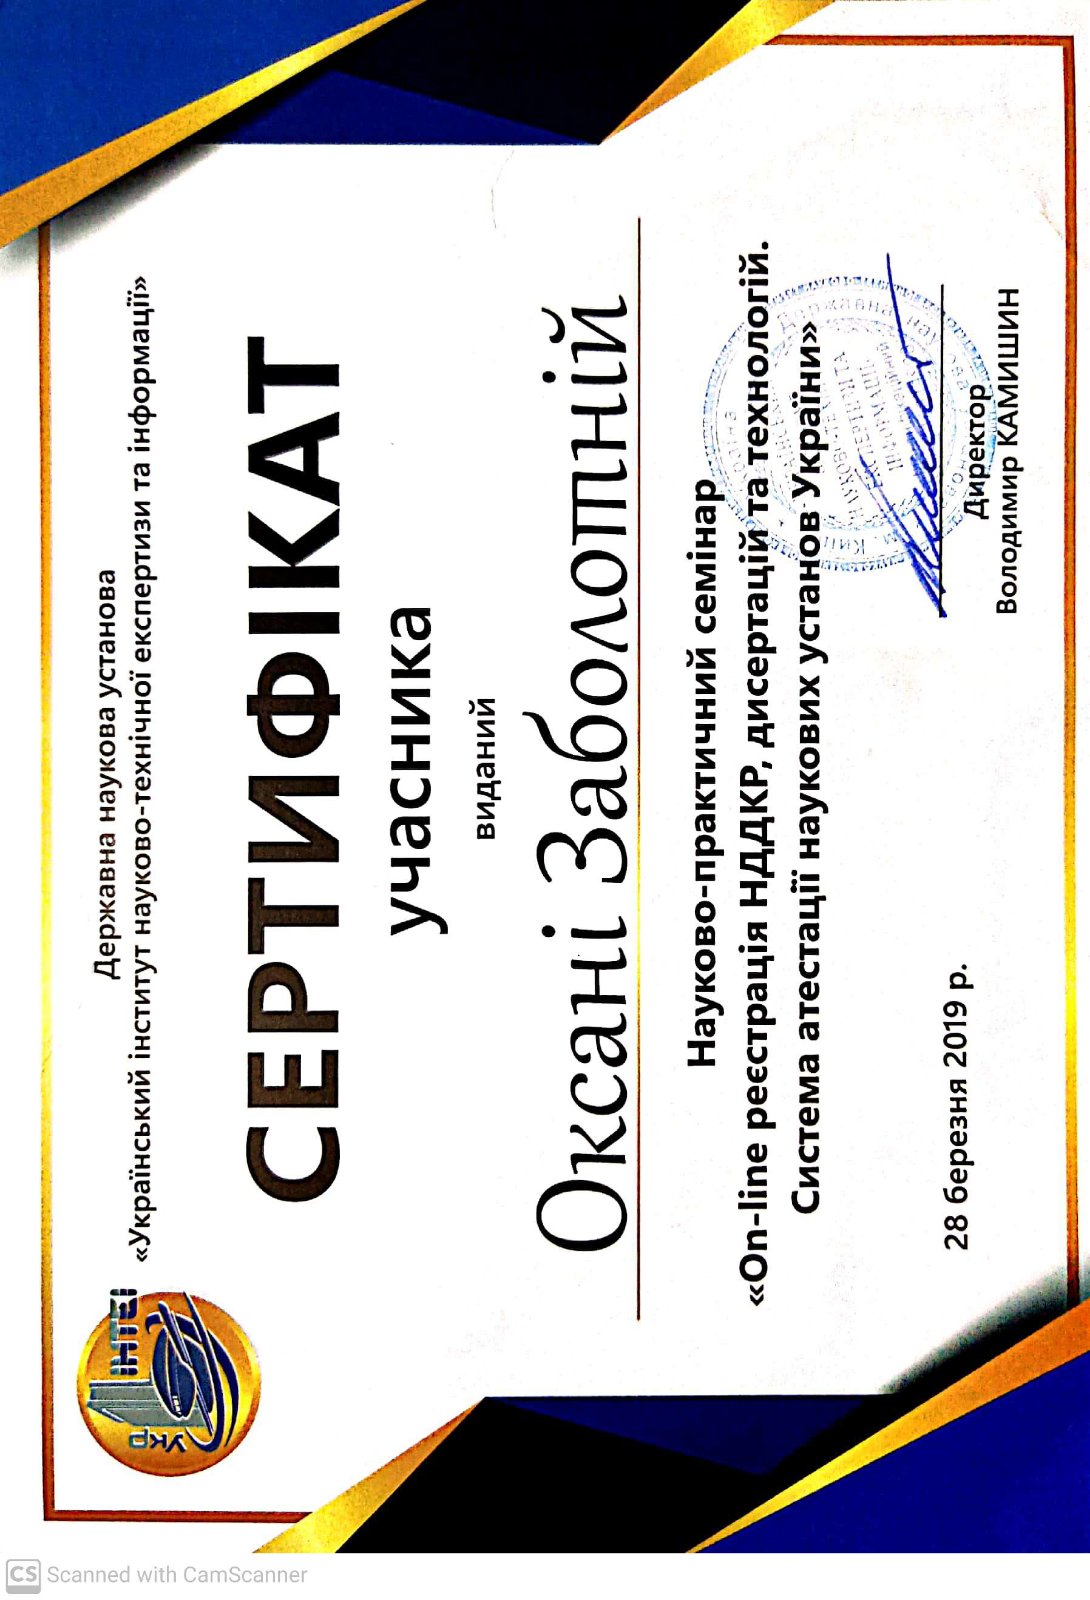 УкрІНТЕІ
Державна наукова установа
«Український інститут науково-технічної експертизи та інформації»
СЕРТИФІКАТ
учасника
виданий
Оксані Заболотній
Науково-практичний семінар
«On-line реєстрація НДДКР, дисертацій та технологій.
Система атестації наукових установ України»
28 березня 2019 р.
Директор
Володимир КАМИШИН
CS Scanned with CamScanner